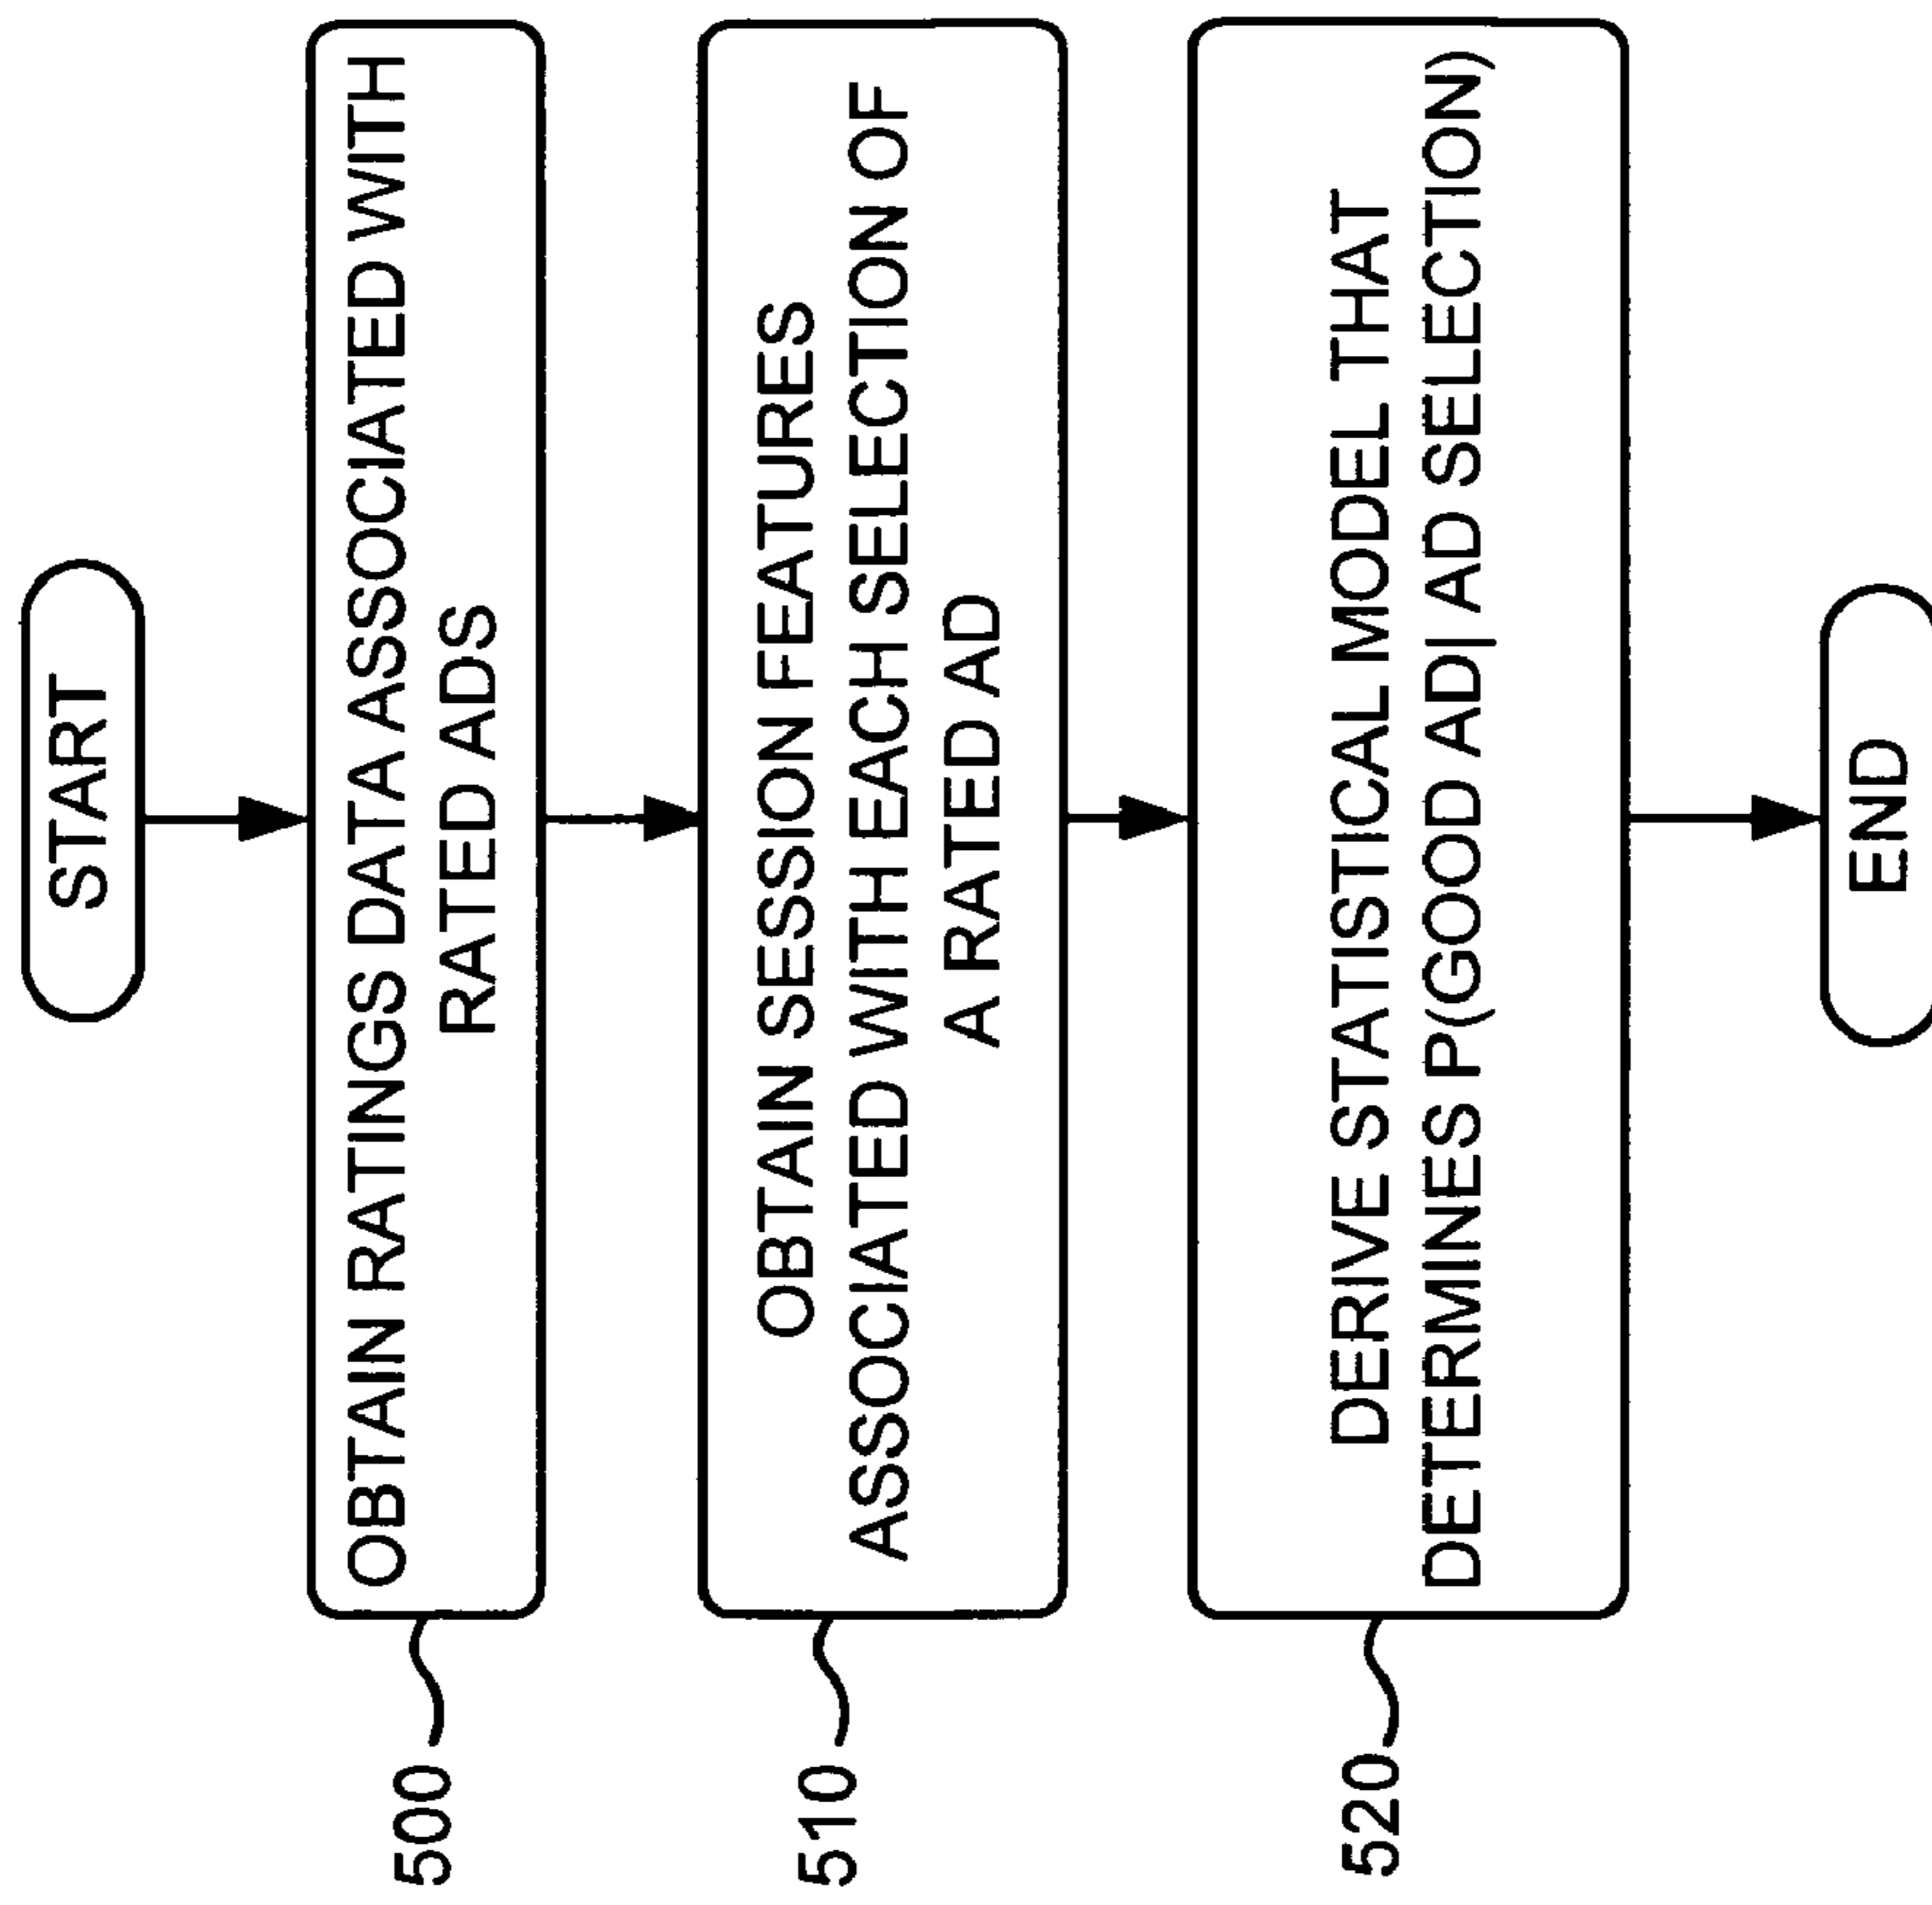 START
500
OBTAIN RATINGS DATA ASSOCIATED WITH
RATED ADS
510
OBTAIN SESSION FEATURES
ASSOCIATED WITH EACH SELECTION OF
A RATED AD
520
DERIVE STATISTICAL MODEL THAT
DETERMINES P(GOOD AD| AD SELECTION)
END